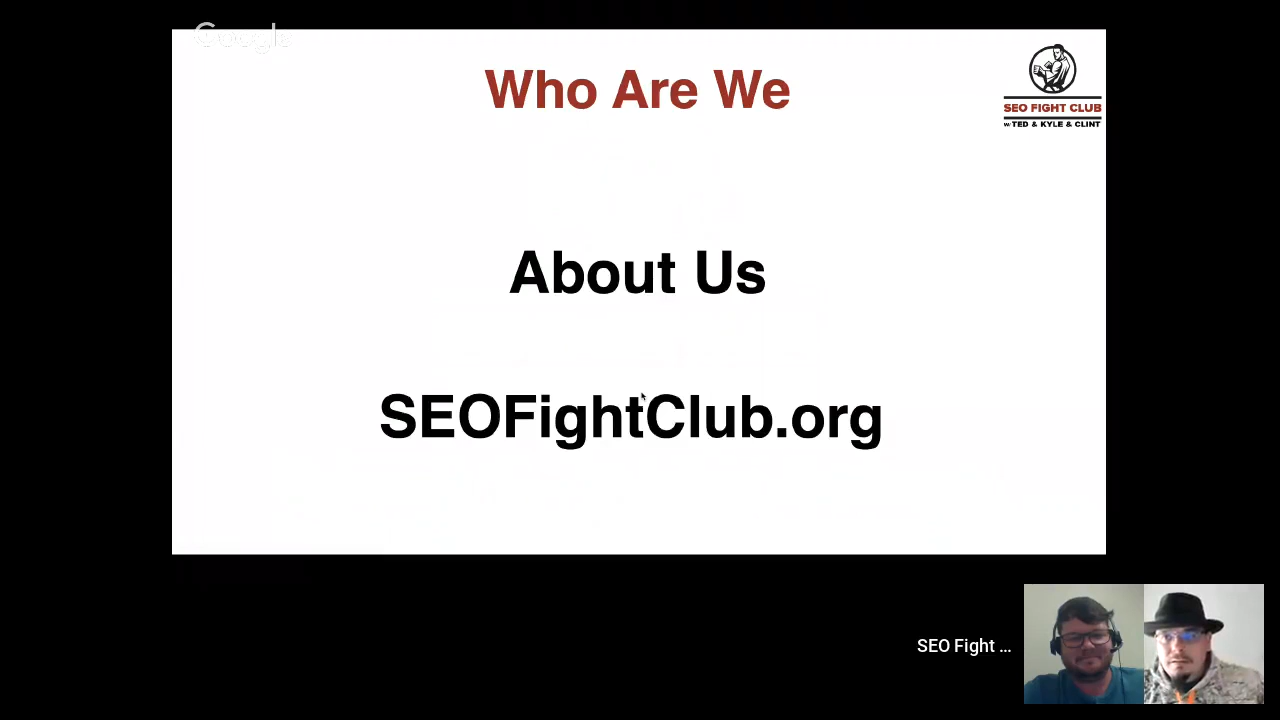 Google
Who Are We
SEO FIGHT CLUB
w/ TED & KYLE & CLINT
About Us
SEOFightClub.org
SEO Fight ...